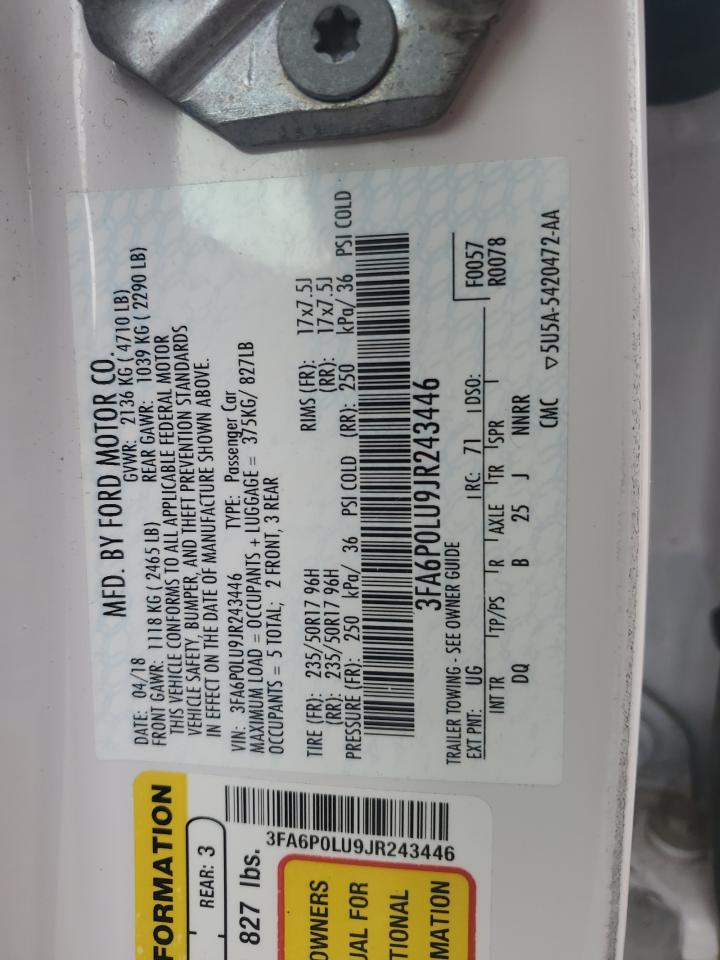 MFD. BY FORD MOTOR CO.
DATE: 04/18 GVWR: 2136 KG ( 4710 LB)
FRONT GAWR: 1118 KG ( 2465 LB) REAR GAWR: 1039 KG ( 2290 LB)
THIS VEHICLE CONFORMS TO ALL APPLICABLE FEDERAL MOTOR
VEHICLE SAFETY, BUMPER, AND THEFT PREVENTION STANDARDS
IN EFFECT ON THE DATE OF MANUFACTURE SHOWN ABOVE.
VIN: 3FA6P0LU9JR243446 TYPE: Passenger Car
MAXIMUM LOAD = OCCUPANTS + LUGGAGE = 375KG/ 827LB
OCCUPANTS = 5 TOTAL; 2 FRONT, 3 REAR
TIRE (FR): 235/50R17 96H RIMS (FR): 17x7.5J
(RR): 235/50R17 96H (RR): 17x7.5J
PRESSURE (FR): 250 kPa/ 36 PSI COLD (RR): 250 kPa/ 36 PSI COLD
3FA6P0LU9JR243446
TRAILER TOWING - SEE OWNER GUIDE F0057
EXT PNT: UG RC: 71 DSO: R0078
INT TR TP/PS R AXLE TR SPR
DQ B 25 J NNRR
CMC ▽5U5A-5420472-AA
FORMATION
REAR: 3
827 lbs.
3FA6P0LU9JR243446
OWNERS
UAL FOR
TIONAL
MATION